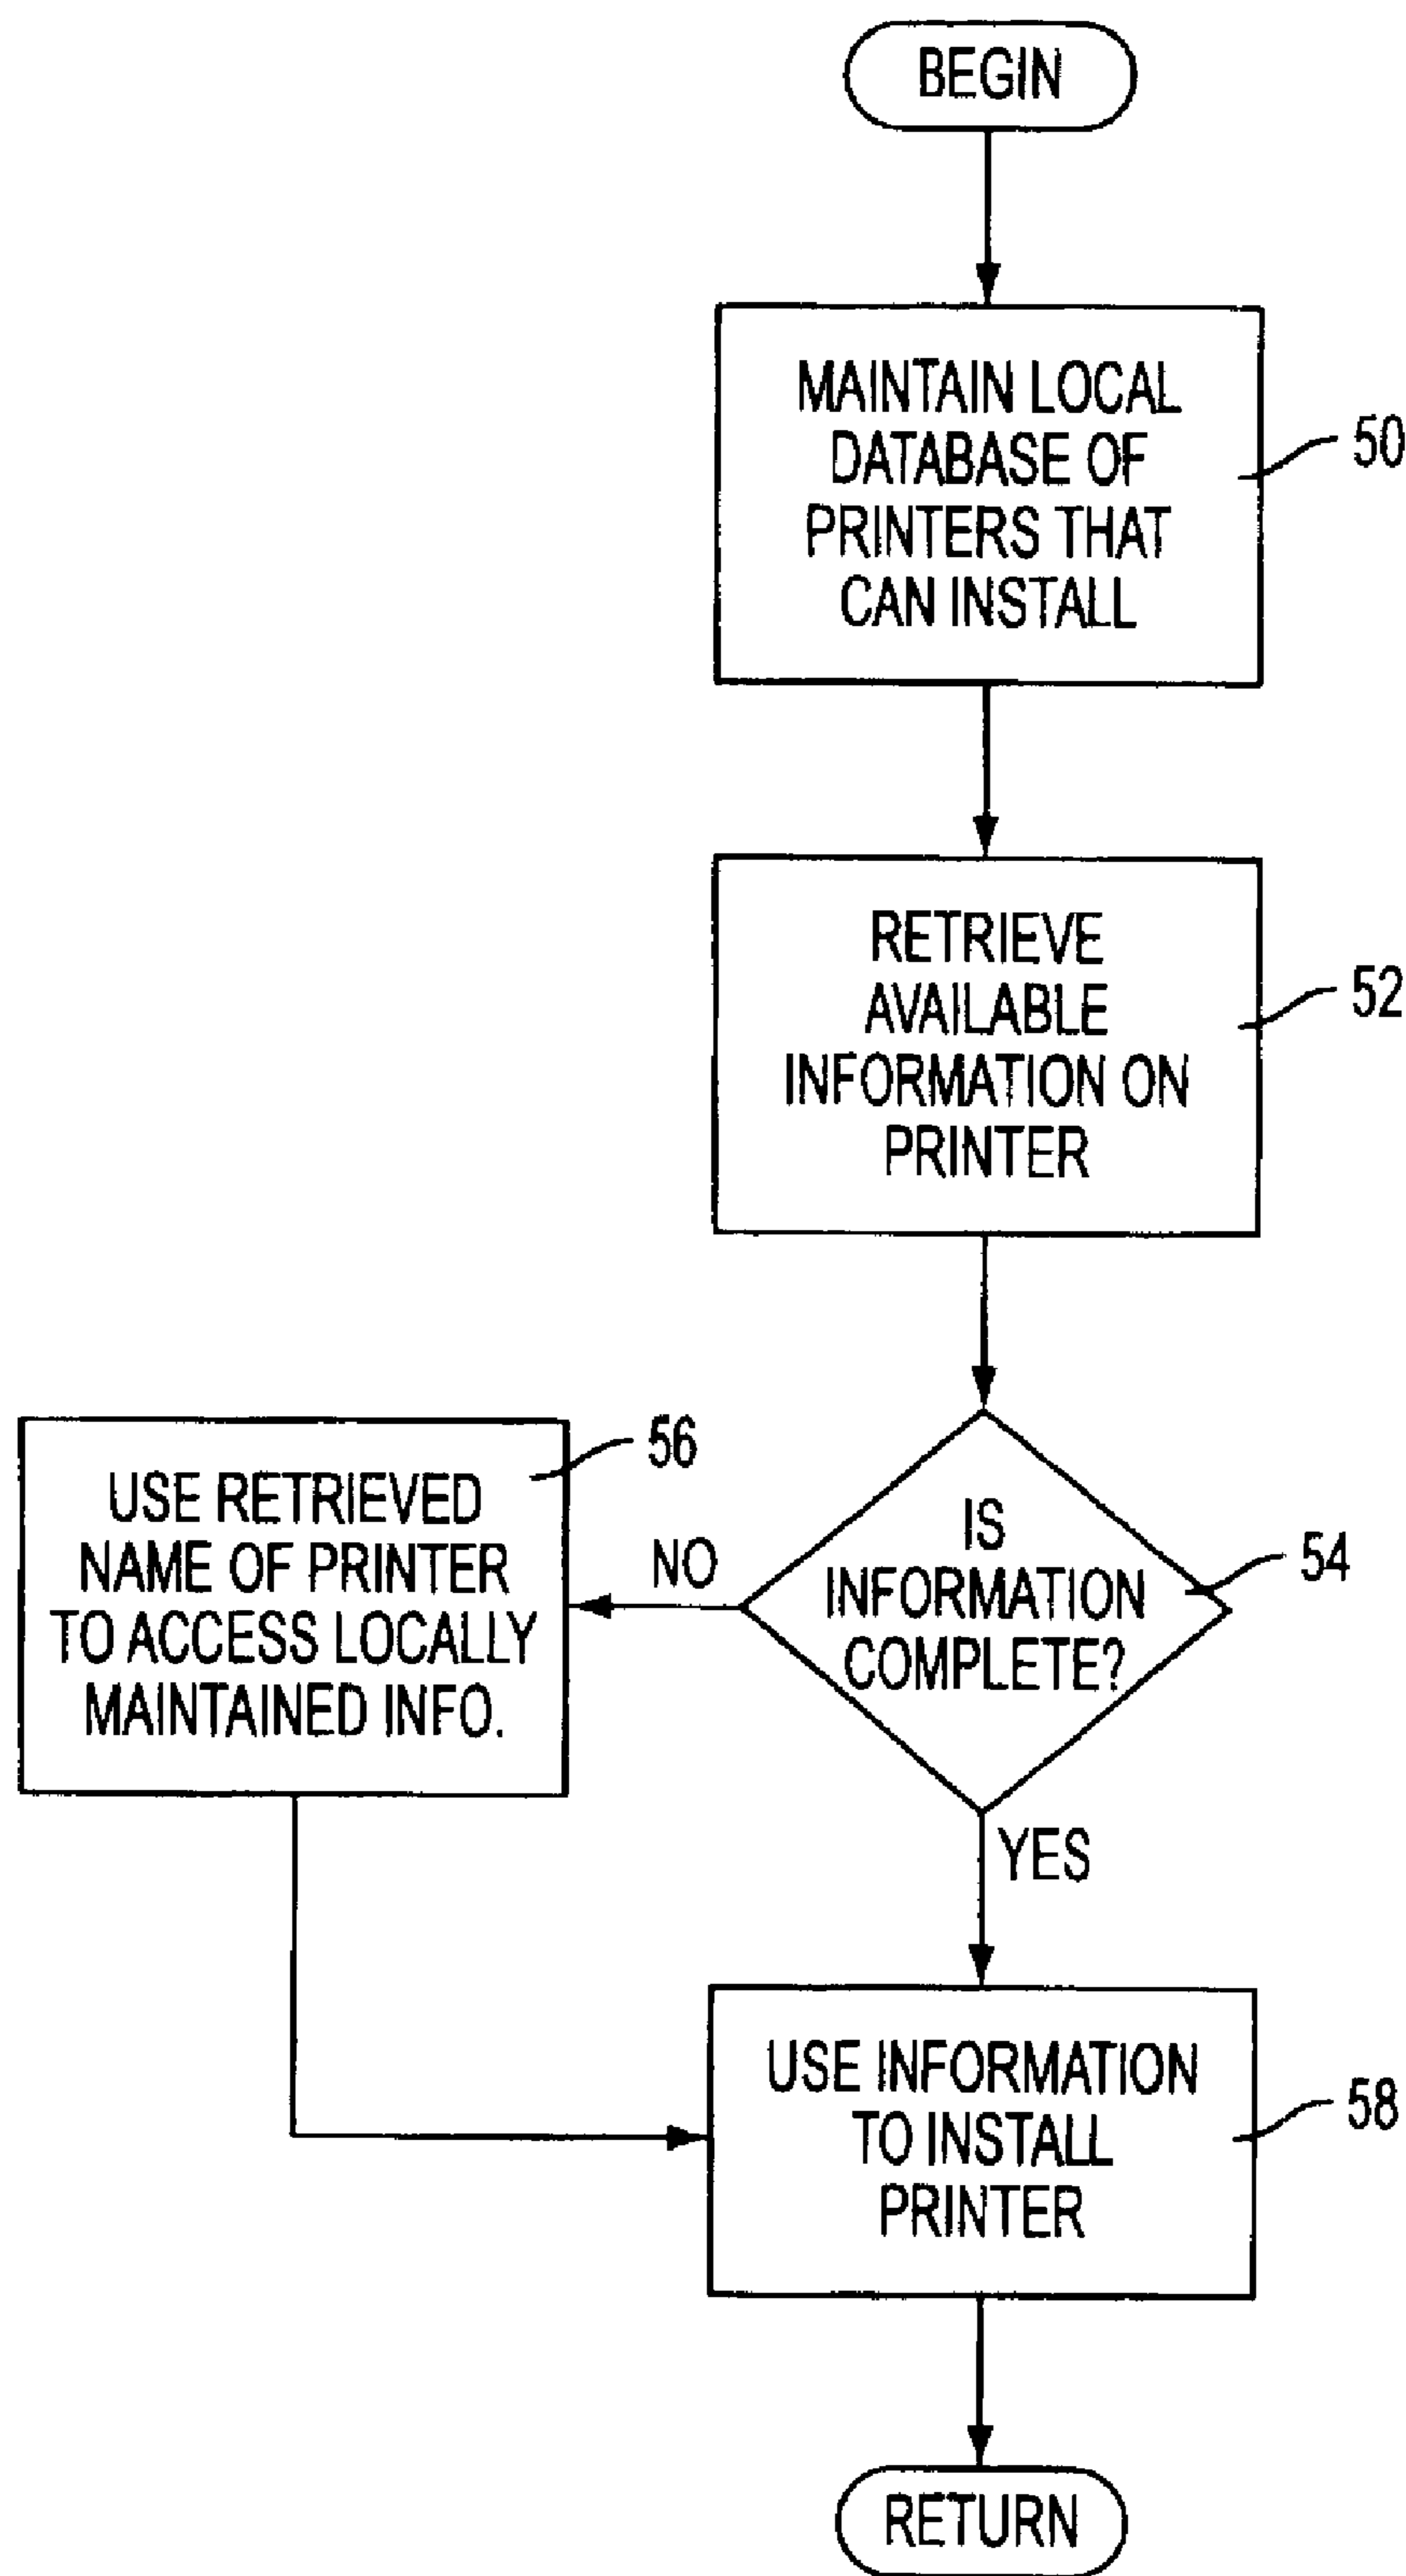 BEGIN
MAINTAIN LOCAL
DATABASE OF
PRINTERS THAT
CAN INSTALL
50
RETRIEVE
AVAILABLE
INFORMATION ON
PRINTER
52
IS
INFORMATION
COMPLETE?
54
NO
USE RETRIEVED
NAME OF PRINTER
TO ACCESS LOCALLY
MAINTAINED INFO.
56
YES
USE INFORMATION
TO INSTALL
PRINTER
58
RETURN